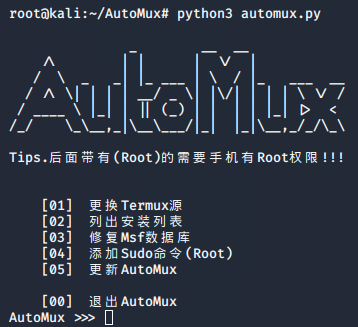 root@kali:~/AutoMux# python3 automux.py
AutoMux
Tips.后面带有(Root)的需要手机有Root权限!!!
[01] 更换Termux源
[02] 列出安装列表
[03] 修复Msf数据库
[04] 添加Sudo命令(Root)
[05] 更新AutoMux
[00] 退出AutoMux
AutoMux >>>